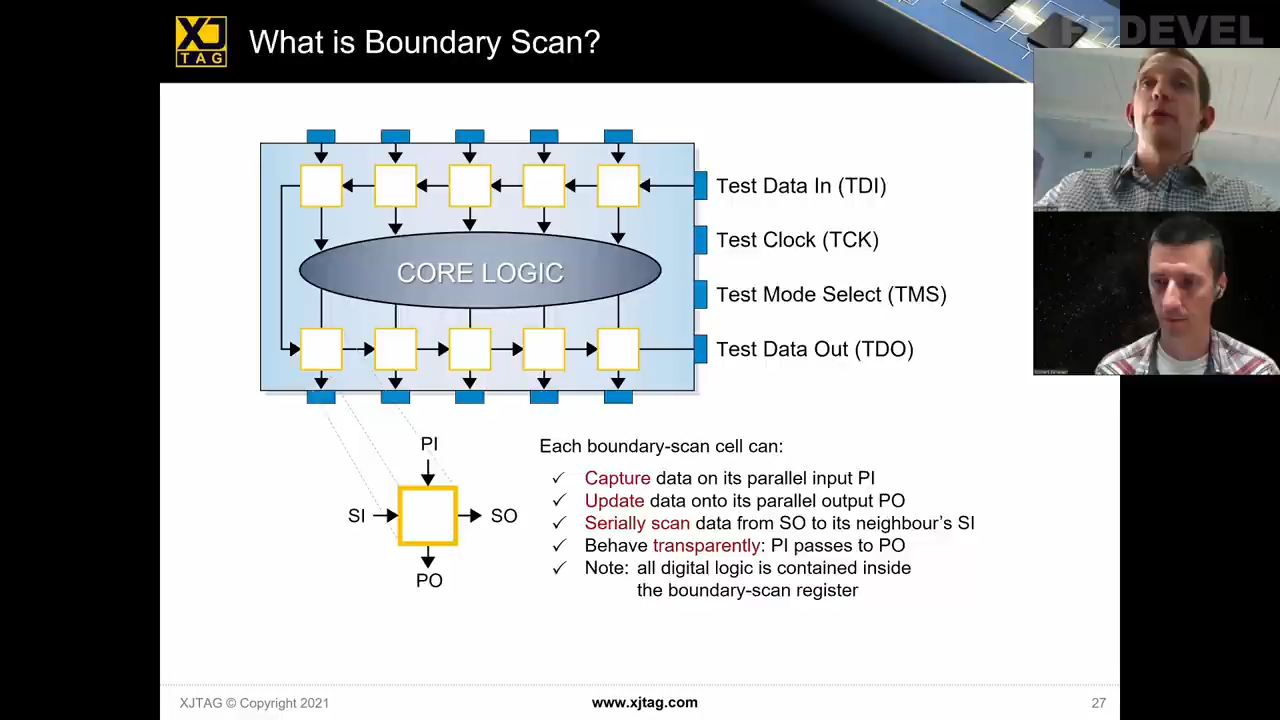 XJ
TAG
What is Boundary Scan?
FEDEVEL
Test Data In (TDI)
Test Clock (TCK)
CORE LOGIC
Test Mode Select (TMS)
Test Data Out (TDO)
PI
SI
SO
PO
Each boundary-scan cell can:
✓ Capture data on its parallel input PI
✓ Update data onto its parallel output PO
✓ Serially scan data from SO to its neighbour's SI
✓ Behave transparently: PI passes to PO
✓ Note: all digital logic is contained inside
the boundary-scan register
XJTAG © Copyright 2021
www.xjtag.com
27